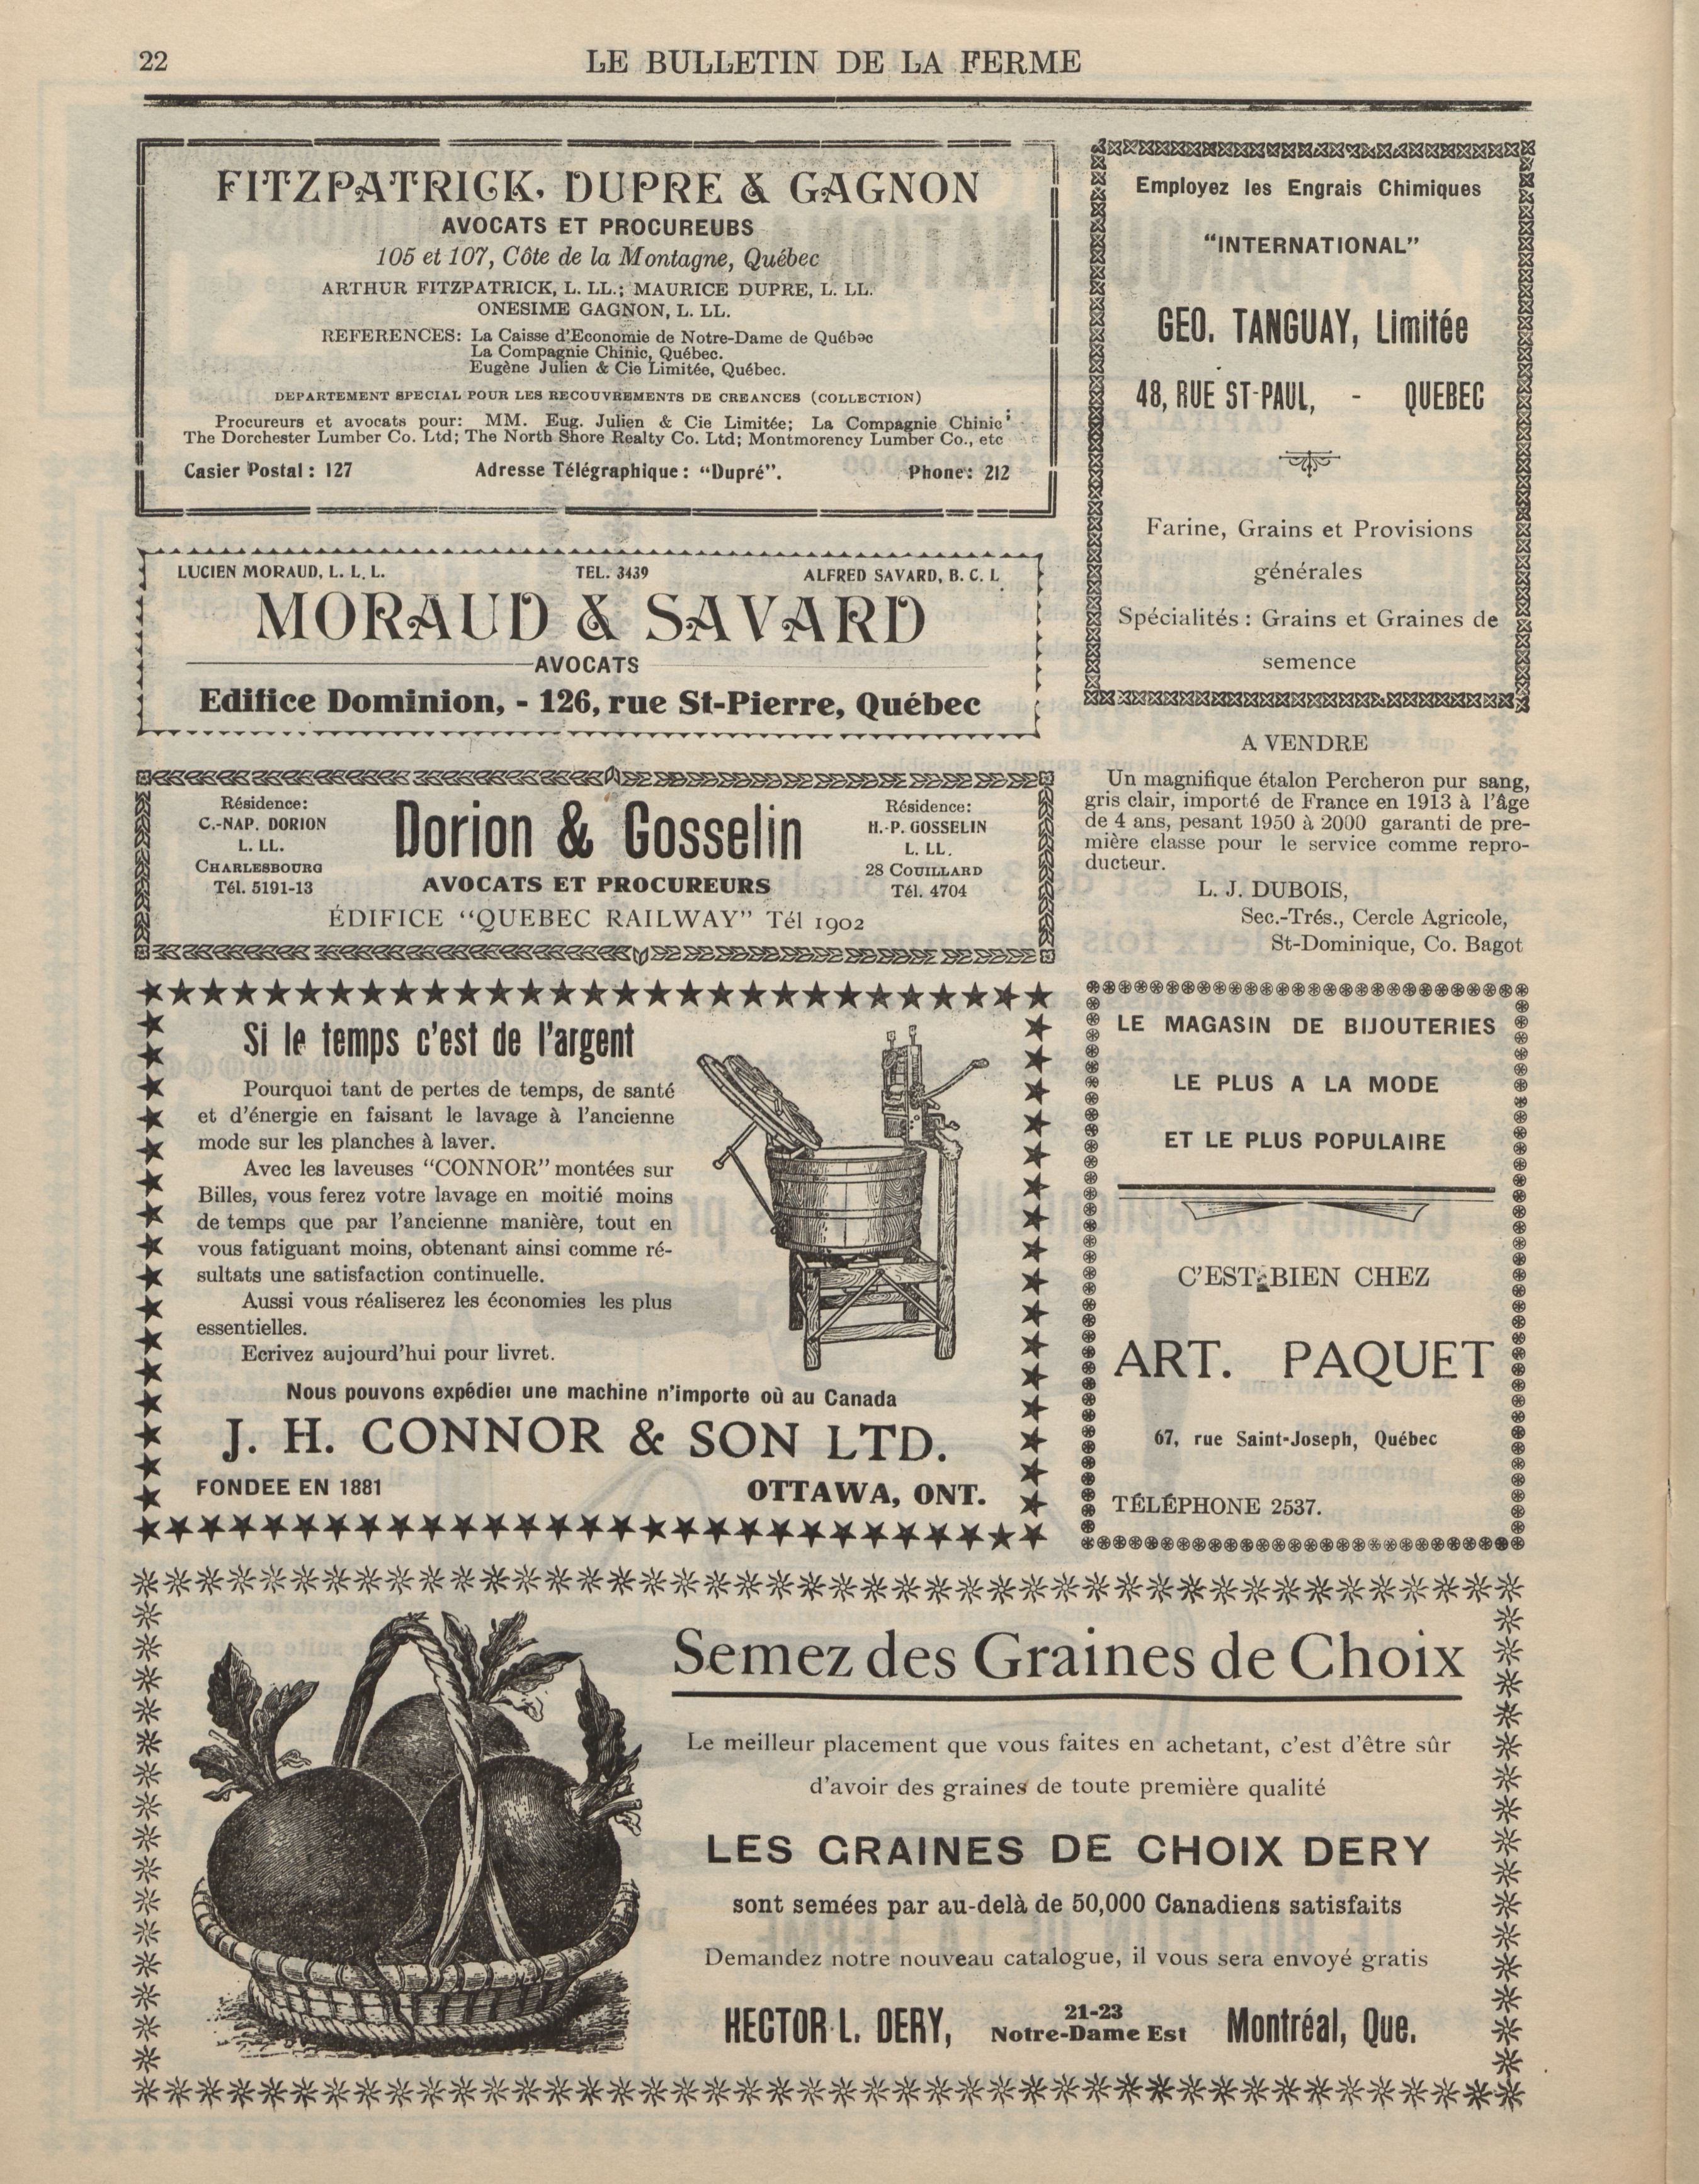 22
LE BULLETIN DE LA FERME
FITZPATRICK, DUPRE & GAGNON
AVOCATS ET PROCUREUBS
105 et 107, Côte de la Montagne, Québec
ARTHUR FITZPATRICK, L. LL.; MAURICE DUPRE, L. LL.
ONESIME GAGNON, L. LL.
REFERENCES: La Caisse d'Economie de Notre-Dame de Québec
La Compagnie Chinic, Québec.
Eugène Julien & Cie Limitée, Québec.
DEPARTEMENT SPECIAL POUR LES RECOUVREMENTS DE CREANCES (COLLECTION)
Procureurs et avocats pour: MM. Eug. Julien & Cie Limitée; La Compagnie Chinic;
The Dorchester Lumber Co. Ltd; The North Shore Realty Co. Ltd; Montmorency Lumber Co., etc
Casier Postal : 127 Adresse Télégraphique : "Dupré". Phone: 212
LUCIEN MORAUD, L. L. L. TEL. 3439 ALFRED SAVARD, B. C. L.
MORAUD & SAVARD
AVOCATS
Edifice Dominion, - 126, rue St-Pierre, Québec
Résidence:
C.-NAP. DORION
L. LL.
CHARLESBOURG
Tél. 5191-13
Dorion & Gosselin
AVOCATS ET PROCUREURS
ÉDIFICE "QUEBEC RAILWAY" Tél 1902
Résidence:
H.-P. GOSSELIN
L. LL.
28 COUILLARD
Tél. 4704
Si le temps c'est de l'argent
Pourquoi tant de pertes de temps, de santé
et d'énergie en faisant le lavage à l'ancienne
mode sur les planches à laver.
Avec les laveuses "CONNOR" montées sur
Billes, vous ferez votre lavage en moitié moins
de temps que par l'ancienne manière, tout en
vous fatiguant moins, obtenant ainsi comme ré-
sultats une satisfaction continuelle.
Aussi vous réaliserez les économies les plus
essentielles.
Ecrivez aujourd'hui pour livret.
Nous pouvons expédier une machine n'importe où au Canada
J. H. CONNOR & SON LTD.
FONDEE EN 1881 OTTAWA, ONT.
Employez les Engrais Chimiques
"INTERNATIONAL"
GEO. TANGUAY, Limitée
48, RUE ST-PAUL, - QUEBEC
Farine, Grains et Provisions
générales
Spécialités : Grains et Graines de
semence
A VENDRE
Un magnifique étalon Percheron pur sang,
gris clair, importé de France en 1913 à l'âge
de 4 ans, pesant 1950 à 2000 garanti de pre-
mière classe pour le service comme repro-
ducteur.
L. J. DUBOIS,
Sec.-Trés., Cercle Agricole,
St-Dominique, Co. Bagot
LE MAGASIN DE BIJOUTERIES
LE PLUS A LA MODE
ET LE PLUS POPULAIRE
C'EST BIEN CHEZ
ART. PAQUET
67, rue Saint-Joseph, Québec
TÉLÉPHONE 2537.
Semez des Graines de Choix
Le meilleur placement que vous faites en achetant, c'est d'être sûr
d'avoir des graines de toute première qualité
LES GRAINES DE CHOIX DERY
sont semées par au-delà de 50,000 Canadiens satisfaits
Demandez notre nouveau catalogue, il vous sera envoyé gratis
HECTOR L. DERY, 21-23 Notre-Dame Est Montréal, Que.